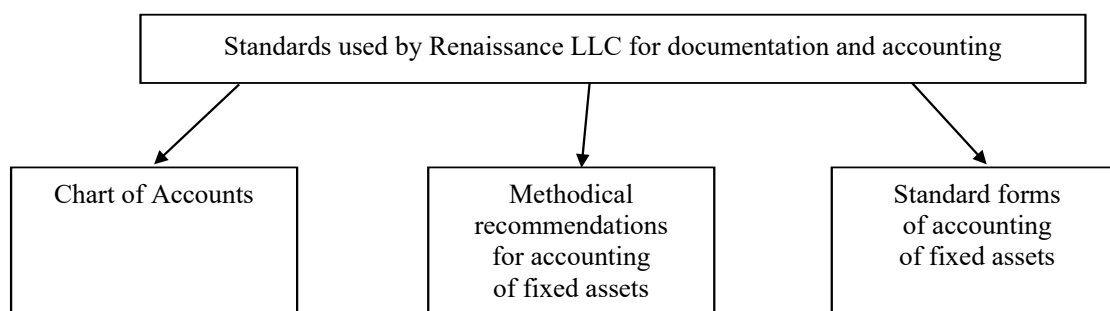 Standards used by Renaissance LLC for documentation and accounting
Chart of Accounts
Methodical
recommendations
for accounting
of fixed assets
Standard forms
of accounting
of fixed assets